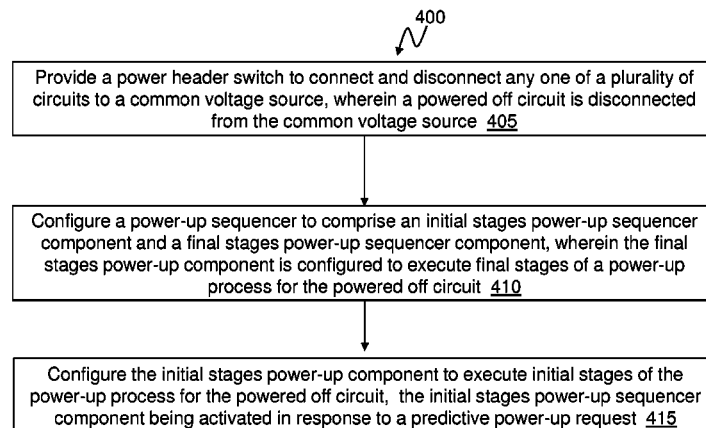 400
Provide a power header switch to connect and disconnect any one of a plurality of
circuits to a common voltage source, wherein a powered off circuit is disconnected
from the common voltage source 405
Configure a power-up sequencer to comprise an initial stages power-up sequencer
component and a final stages power-up sequencer component, wherein the final
stages power-up component is configured to execute final stages of a power-up
process for the powered off circuit 410
Configure the initial stages power-up component to execute initial stages of the
power-up process for the powered off circuit, the initial stages power-up sequencer
component being activated in response to a predictive power-up request 415